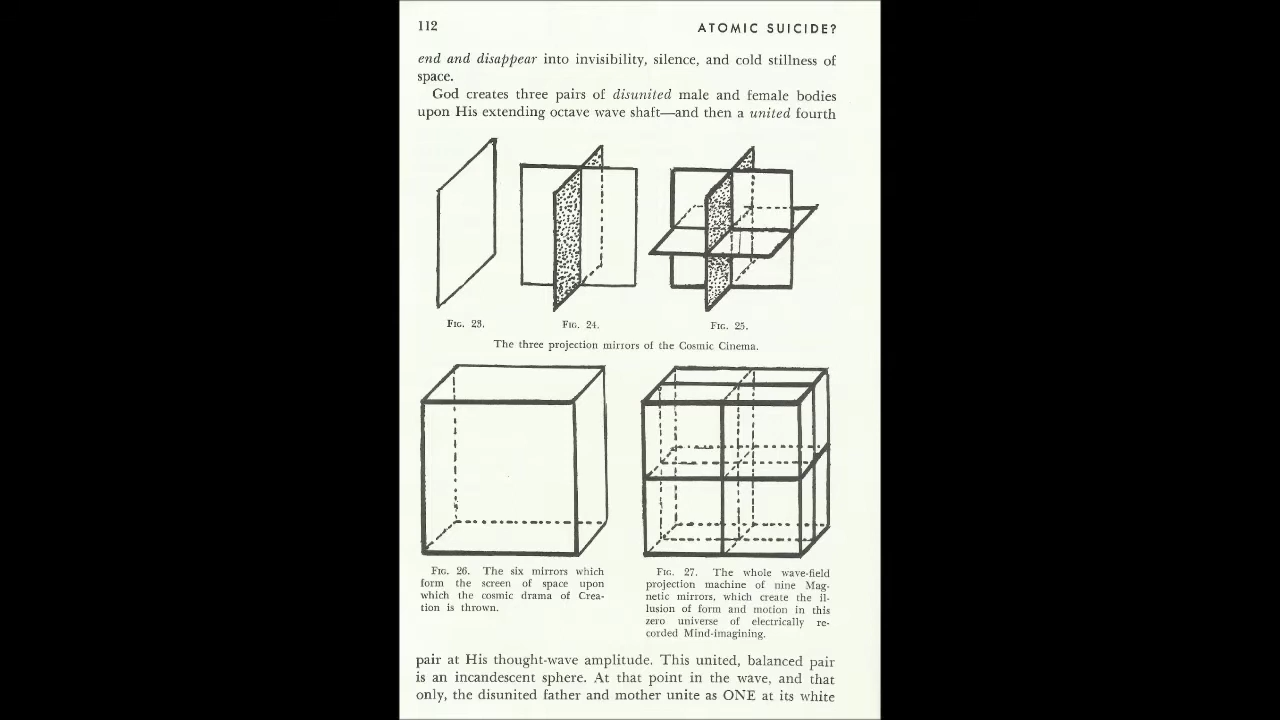 112
ATOMIC SUICIDE?
end and disappear into invisibility, silence, and cold stillness of
space.
God creates three pairs of disunited male and female bodies
upon His extending octave wave shaft—and then a united fourth
FIG. 23.
FIG. 24.
FIG. 25.
The three projection mirrors of the Cosmic Cinema.
FIG. 26. The six mirrors which
form the screen of space upon
which the cosmic drama of Crea-
tion is thrown.
FIG. 27. The whole wave-field
projection machine of nine Mag-
netic mirrors, which create the il-
lusion of form and motion in this
zero universe of electrically re-
corded Mind-imagining.
pair at His thought-wave amplitude. This united, balanced pair
is an incandescent sphere. At that point in the wave, and that
only, the disunited father and mother unite as ONE at its white